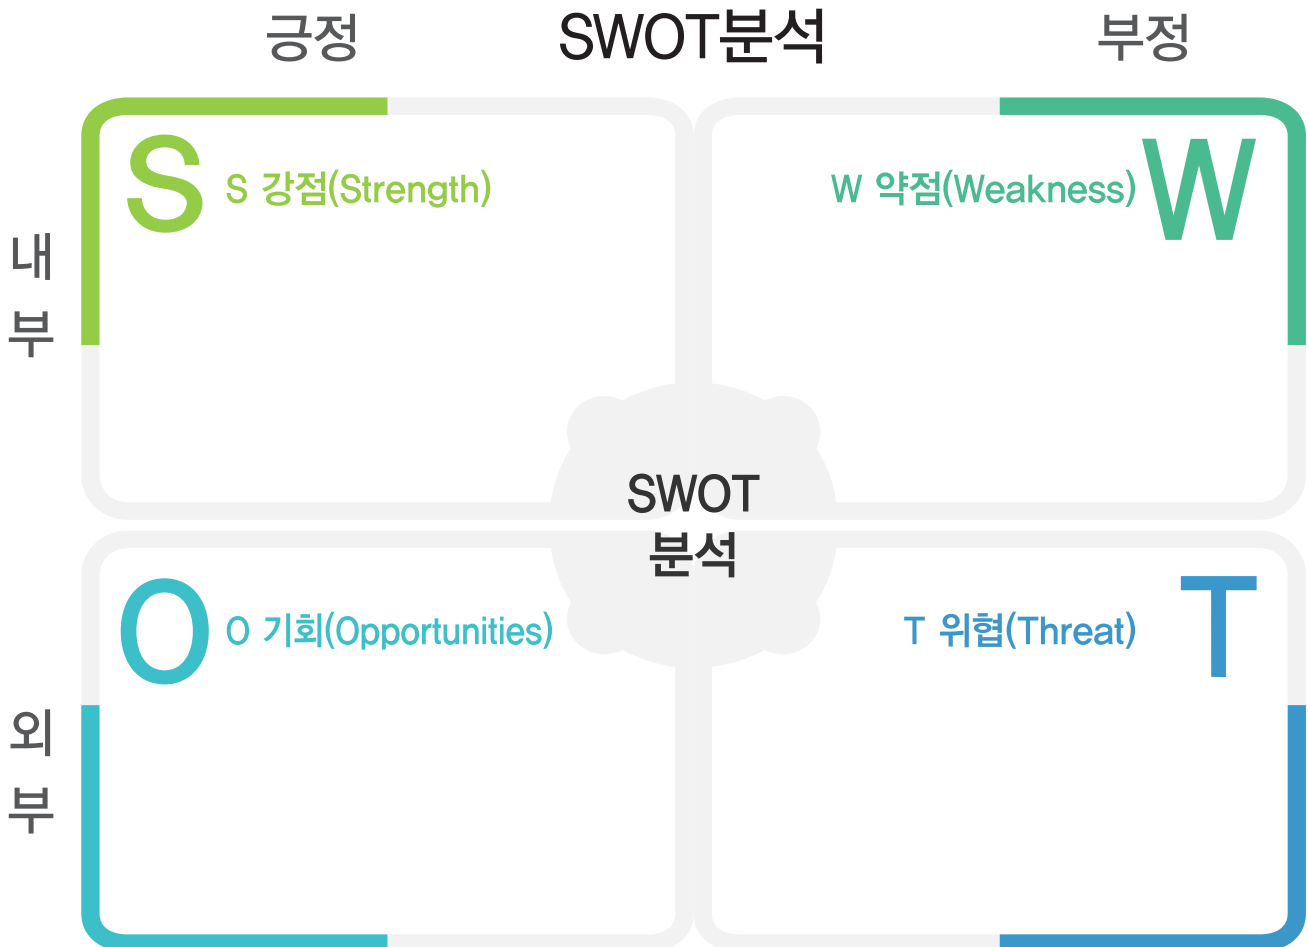 긍정
SWOT분석
부정
내부
S
S 강점(Strength)
W 약점(Weakness)
W
SWOT
분석
외부
O
O 기회(Opportunities)
T 위협(Threat)
T